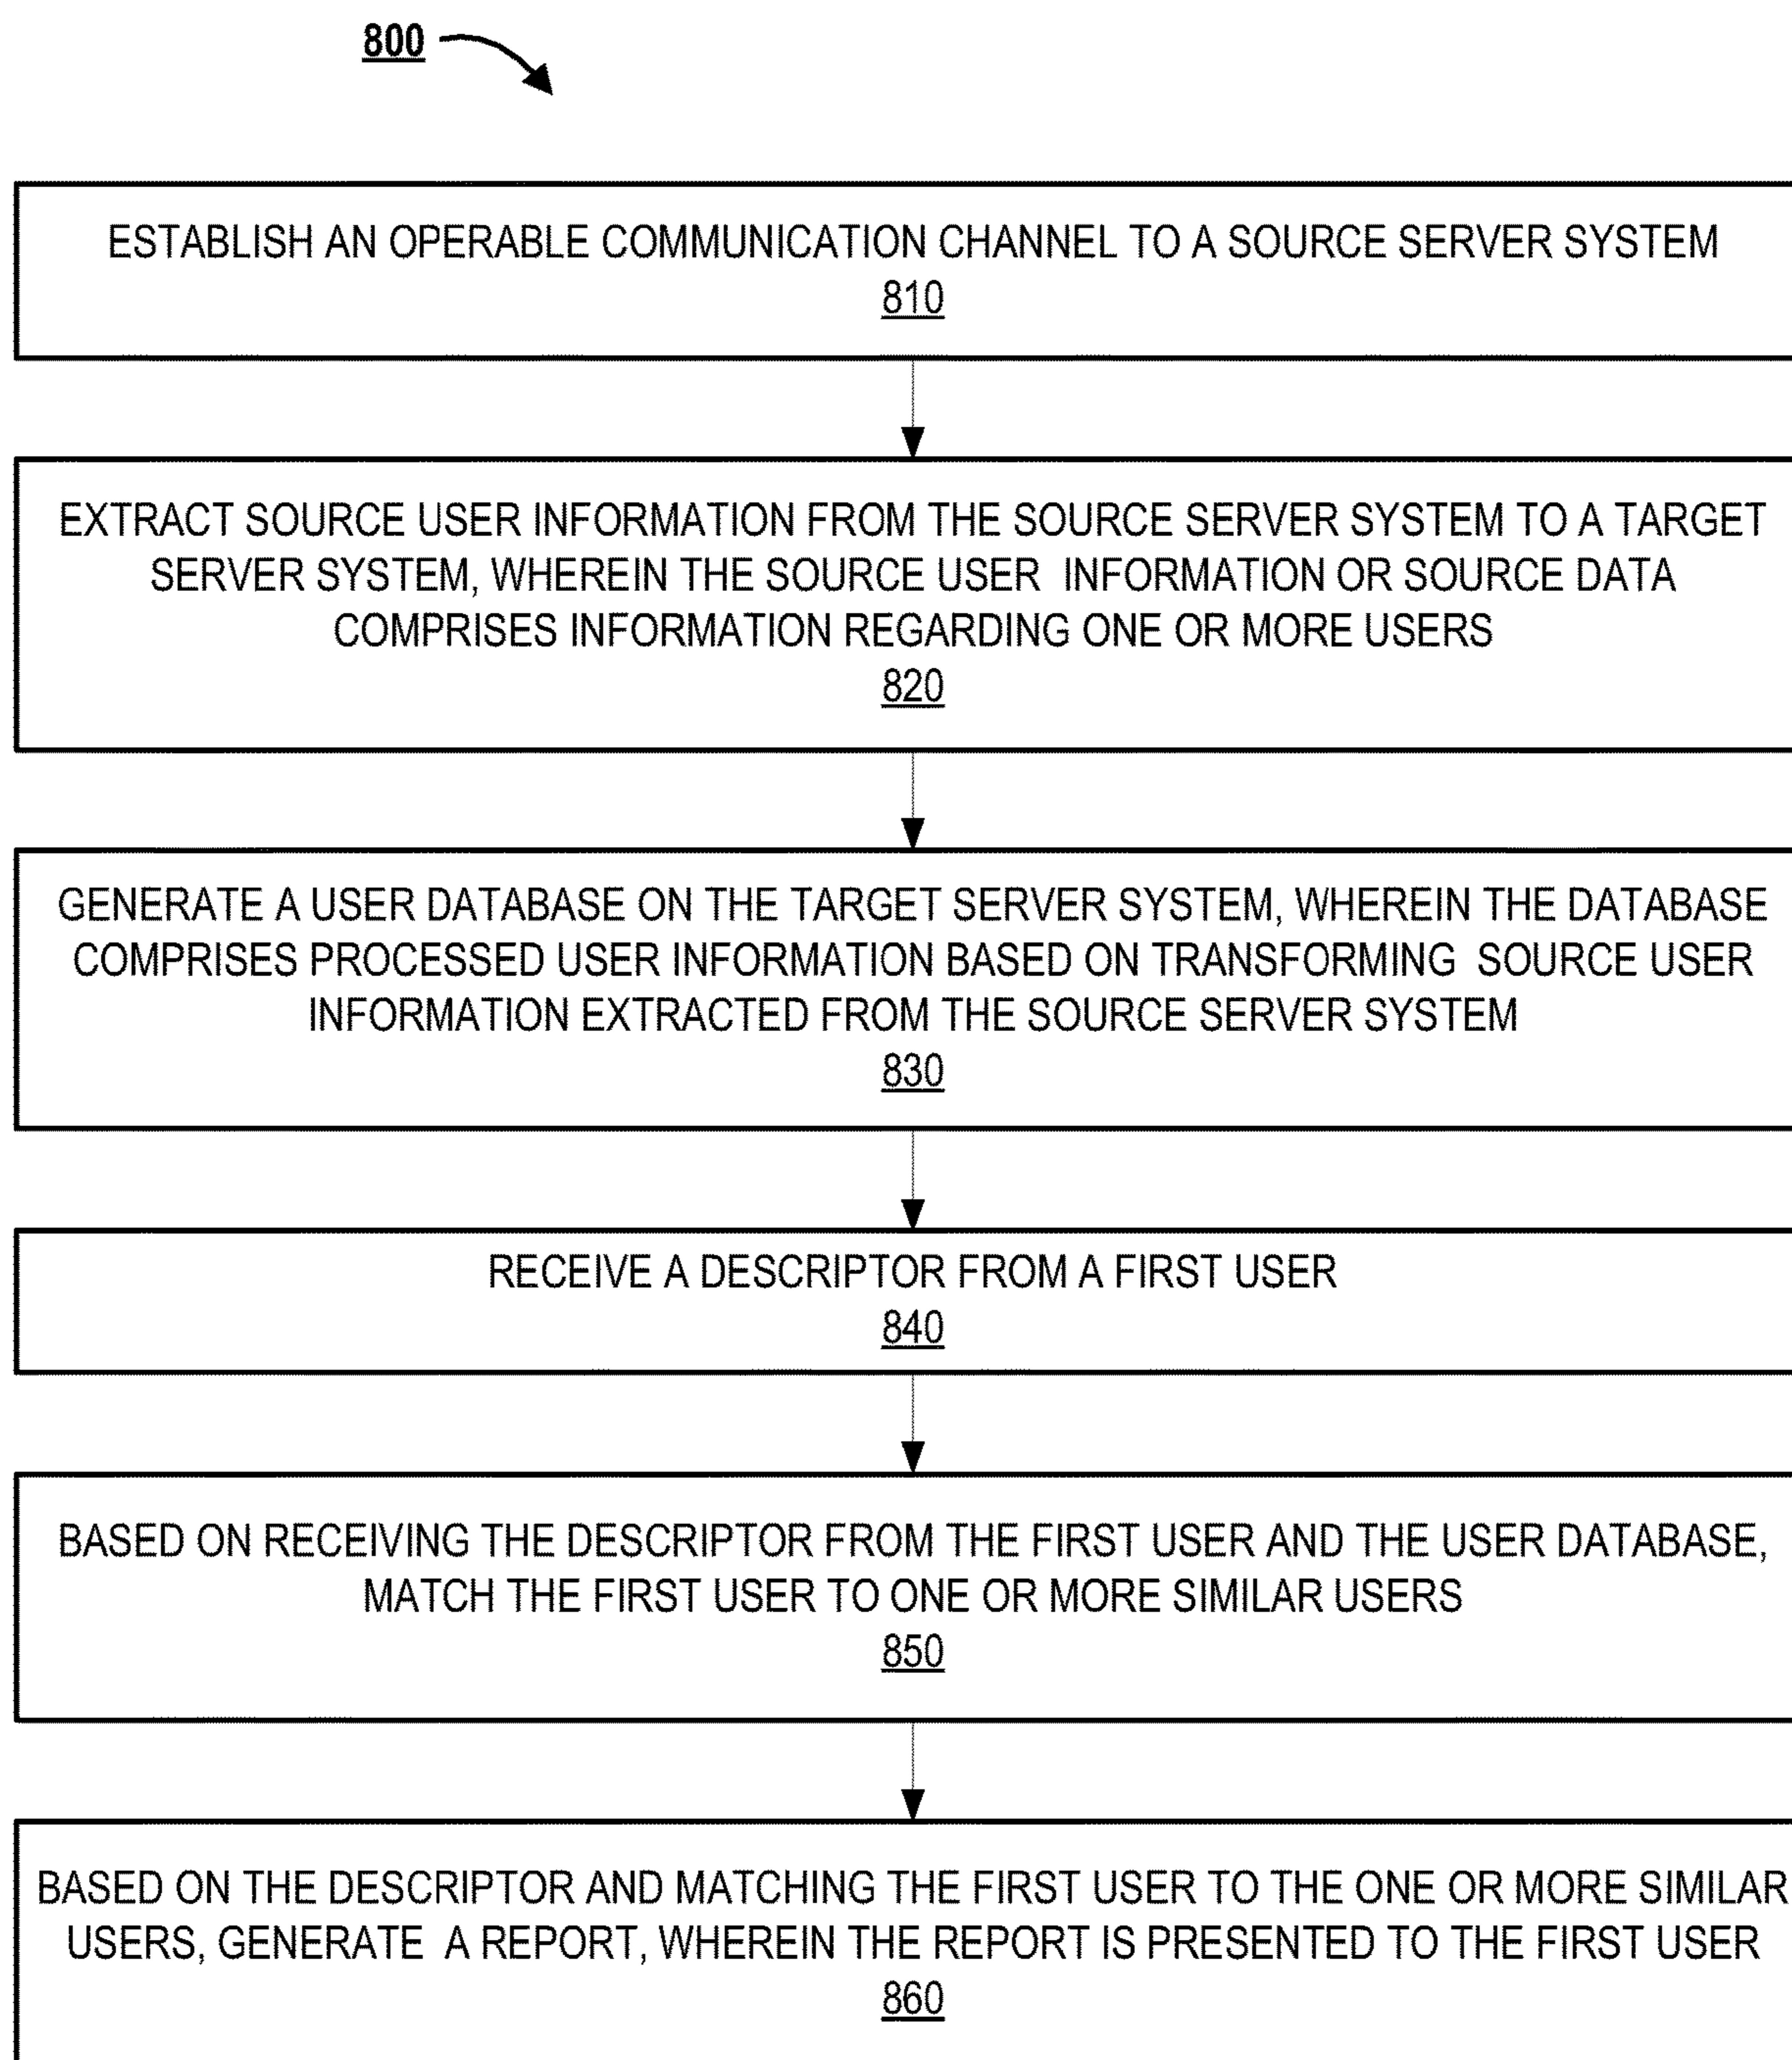 800
ESTABLISH AN OPERABLE COMMUNICATION CHANNEL TO A SOURCE SERVER SYSTEM
810
EXTRACT SOURCE USER INFORMATION FROM THE SOURCE SERVER SYSTEM TO A TARGET
SERVER SYSTEM, WHEREIN THE SOURCE USER INFORMATION OR SOURCE DATA
COMPRISES INFORMATION REGARDING ONE OR MORE USERS
820
GENERATE A USER DATABASE ON THE TARGET SERVER SYSTEM, WHEREIN THE DATABASE
COMPRISES PROCESSED USER INFORMATION BASED ON TRANSFORMING SOURCE USER
INFORMATION EXTRACTED FROM THE SOURCE SERVER SYSTEM
830
RECEIVE A DESCRIPTOR FROM A FIRST USER
840
BASED ON RECEIVING THE DESCRIPTOR FROM THE FIRST USER AND THE USER DATABASE,
MATCH THE FIRST USER TO ONE OR MORE SIMILAR USERS
850
BASED ON THE DESCRIPTOR AND MATCHING THE FIRST USER TO THE ONE OR MORE SIMILAR
USERS, GENERATE A REPORT, WHEREIN THE REPORT IS PRESENTED TO THE FIRST USER
860